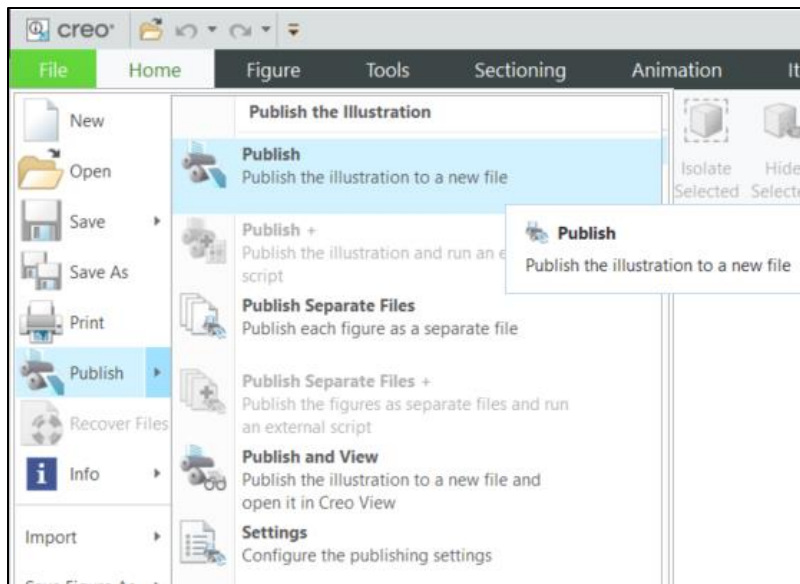 creo
File Home Figure Tools Sectioning Animation It
New
Open
Save
Save As
Print
Publish
Recover Files
Info
Import
Save Figure As
Publish the Illustration
Publish
Publish the illustration to a new file
Publish +
Publish the illustration and run an e
script
Publish Separate Files
Publish each figure as a separate file
Publish Separate Files +
Publish the figures as separate files and run
an external script
Publish and View
Publish the illustration to a new file and
open it in Creo View
Settings
Configure the publishing settings
Isolate
Selected
Hide
Selecte
Publish
Publish the illustration to a new file